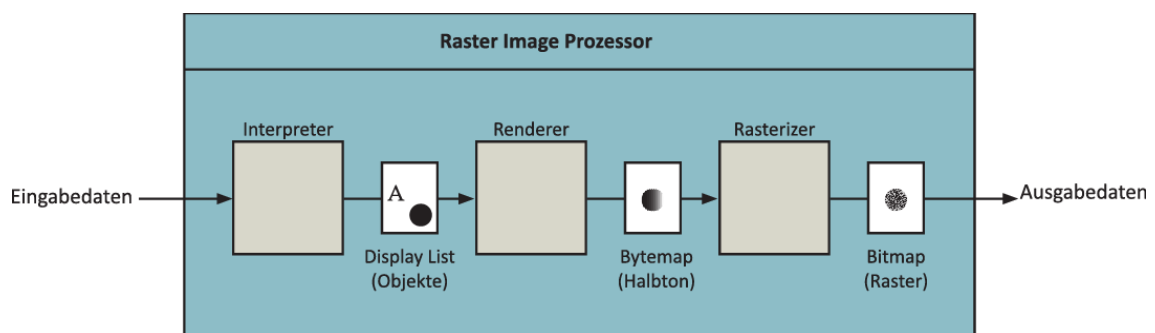 Raster Image Prozessor
Interpreter
Renderer
Rasterizer
Eingabedaten
A
Ausgabedaten
Display List
(Objekte)
Bytemap
(Halbton)
Bitmap
(Raster)